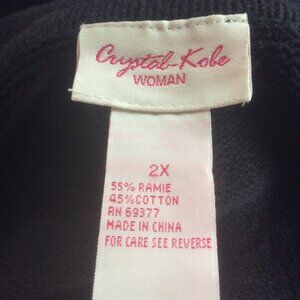 Crystal-Kobe
WOMAN
2X
55% RAMIE
45%COTTON
RN 69377
MADE IN CHINA
FOR CARE SEE REVERSE